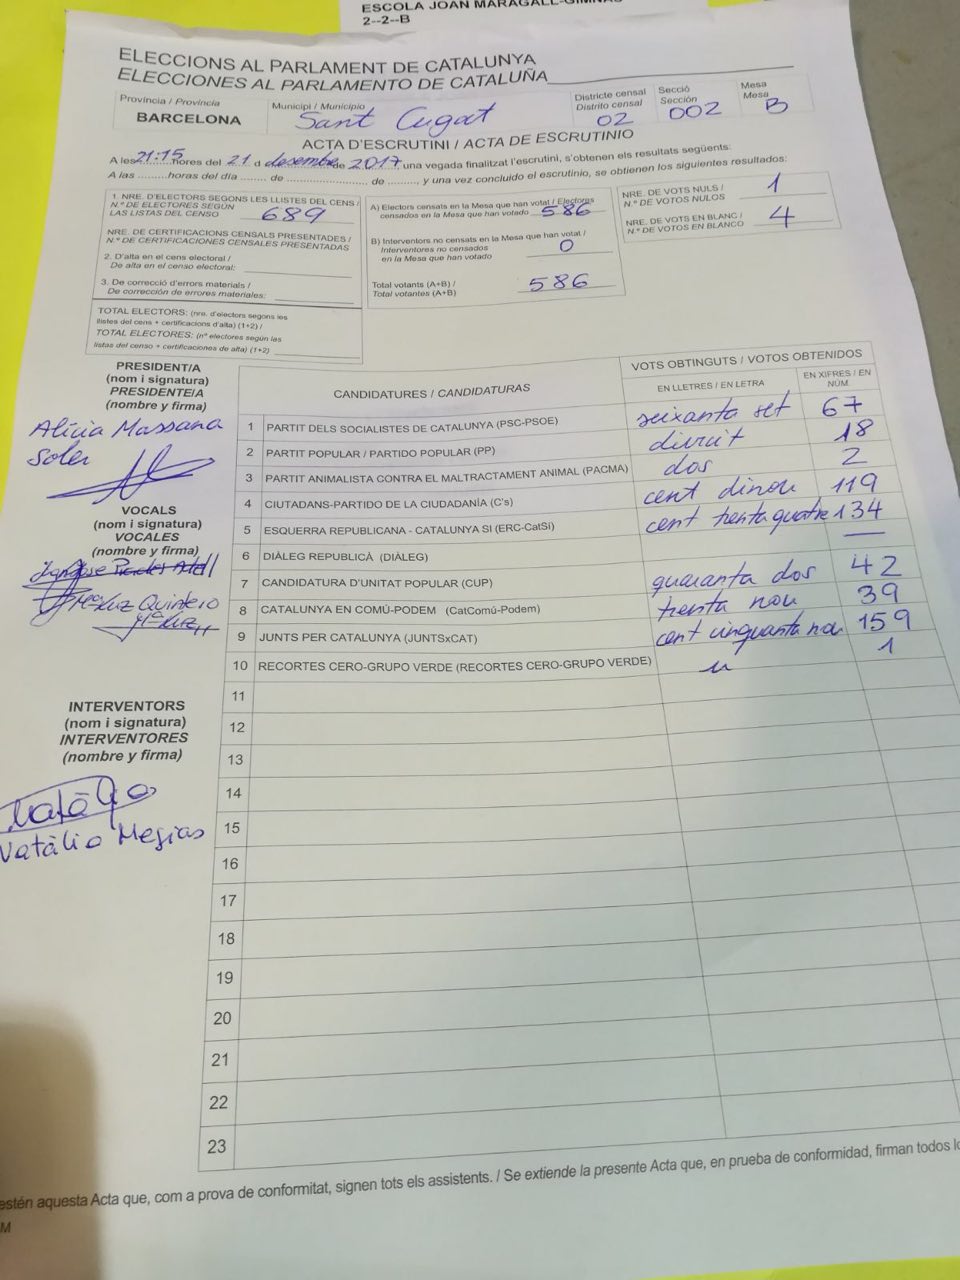 ESCOLA JOAN MARAGALL-GIMNÀS
2--2--B
ELECCIONS AL PARLAMENT DE CATALUNYA
ELECCIONES AL PARLAMENTO DE CATALUÑA
Província / Provincia
BARCELONA
Municipi / Municipio
Sant Cugat
Districte censal
Distrito censal
02
Secció
Sección
002
Mesa
Mesa
B
ACTA D'ESCRUTINI / ACTA DE ESCRUTINIO
A les 21:15 hores del 21 d desembre de 2017, una vegada finalitzat l'escrutini, s'obtenen els resultats següents:
A las ......... horas del día ....... de ........................ de ........, y una vez concluido el escrutinio, se obtienen los siguientes resultados:
1. NRE. D'ELECTORS SEGONS LES LLISTES DEL CENS /
N.º DE ELECTORES SEGÚN
LAS LISTAS DEL CENSO 689
NRE. DE CERTIFICACIONS CENSALS PRESENTADES /
N.º DE CERTIFICACIONES CENSALES PRESENTADAS
2. D'alta en el cens electoral /
De alta en el censo electoral:
3. De correcció d'errors materials /
De corrección de errores materiales:
TOTAL ELECTORS: (nre. d'electors segons les
llistes del cens + certificacions d'alta) (1+2) /
TOTAL ELECTORES: (nº electores según las
listas del censo + certificaciones de alta) (1+2)
A) Electors censats en la Mesa que han votat / Electores
censados en la Mesa que han votado 586
B) Interventors no censats en la Mesa que han votat /
Interventores no censados
en la Mesa que han votado 0
Total votants (A+B) /
Total votantes (A+B) 586
NRE. DE VOTS NULS /
N.º DE VOTOS NULOS 1
NRE. DE VOTS EN BLANC /
N.º DE VOTOS EN BLANCO 4
PRESIDENT/A
(nom i signatura)
PRESIDENTE/A
(nombre y firma)
Alícia Massana
Soler
VOCALS
(nom i signatura)
VOCALES
(nombre y firma)
Mª Luz Quintero
INTERVENTORS
(nom i signatura)
INTERVENTORES
(nombre y firma)
Natàlia Mesias
CANDIDATURES / CANDIDATURAS
VOTS OBTINGUTS / VOTOS OBTENIDOS
EN LLETRES / EN LETRA
EN XIFRES / EN
NÚM.
1 PARTIT DELS SOCIALISTES DE CATALUNYA (PSC-PSOE) seixanta set 67
2 PARTIT POPULAR / PARTIDO POPULAR (PP) divuit 18
3 PARTIT ANIMALISTA CONTRA EL MALTRACTAMENT ANIMAL (PACMA) dos 2
4 CIUTADANS-PARTIDO DE LA CIUDADANÍA (C's) cent dinou 119
5 ESQUERRA REPUBLICANA - CATALUNYA SI (ERC-CatSi) cent trenta quatre 134
6 DIÀLEG REPUBLICÀ (DIÀLEG) —
7 CANDIDATURA D'UNITAT POPULAR (CUP) quaranta dos 42
8 CATALUNYA EN COMÚ-PODEM (CatComú-Podem) trenta nou 39
9 JUNTS PER CATALUNYA (JUNTSxCAT) cent cinquanta nou 159
10 RECORTES CERO-GRUPO VERDE (RECORTES CERO-GRUPO VERDE) u 1
11
12
13
14
15
16
17
18
19
20
21
22
23
estén aquesta Acta que, com a prova de conformitat, signen tots els assistents. / Se extiende la presente Acta que, en prueba de conformidad, firman todos
M